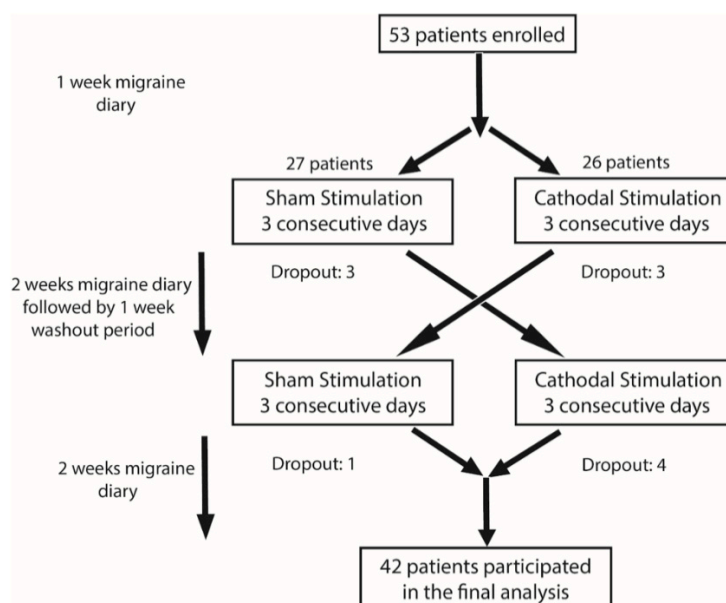 53 patients enrolled
1 week migraine
diary
27 patients
26 patients
Sham Stimulation
3 consecutive days
Cathodal Stimulation
3 consecutive days
Dropout: 3
Dropout: 3
2 weeks migraine diary
followed by 1 week
washout period
Sham Stimulation
3 consecutive days
Cathodal Stimulation
3 consecutive days
Dropout: 1
Dropout: 4
2 weeks migraine
diary
42 patients participated
in the final analysis